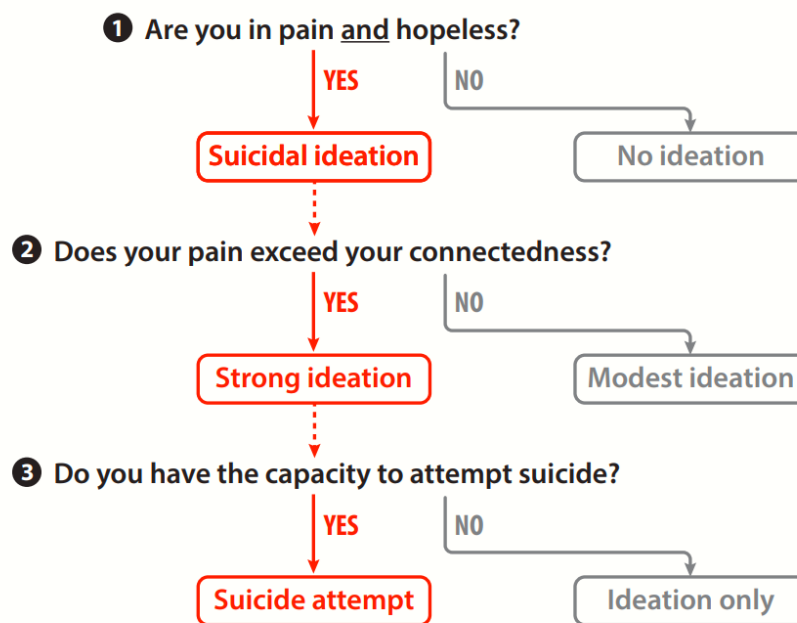 1 Are you in pain and hopeless?
YES NO
Suicidal ideation No ideation
2 Does your pain exceed your connectedness?
YES NO
Strong ideation Modest ideation
3 Do you have the capacity to attempt suicide?
YES NO
Suicide attempt Ideation only